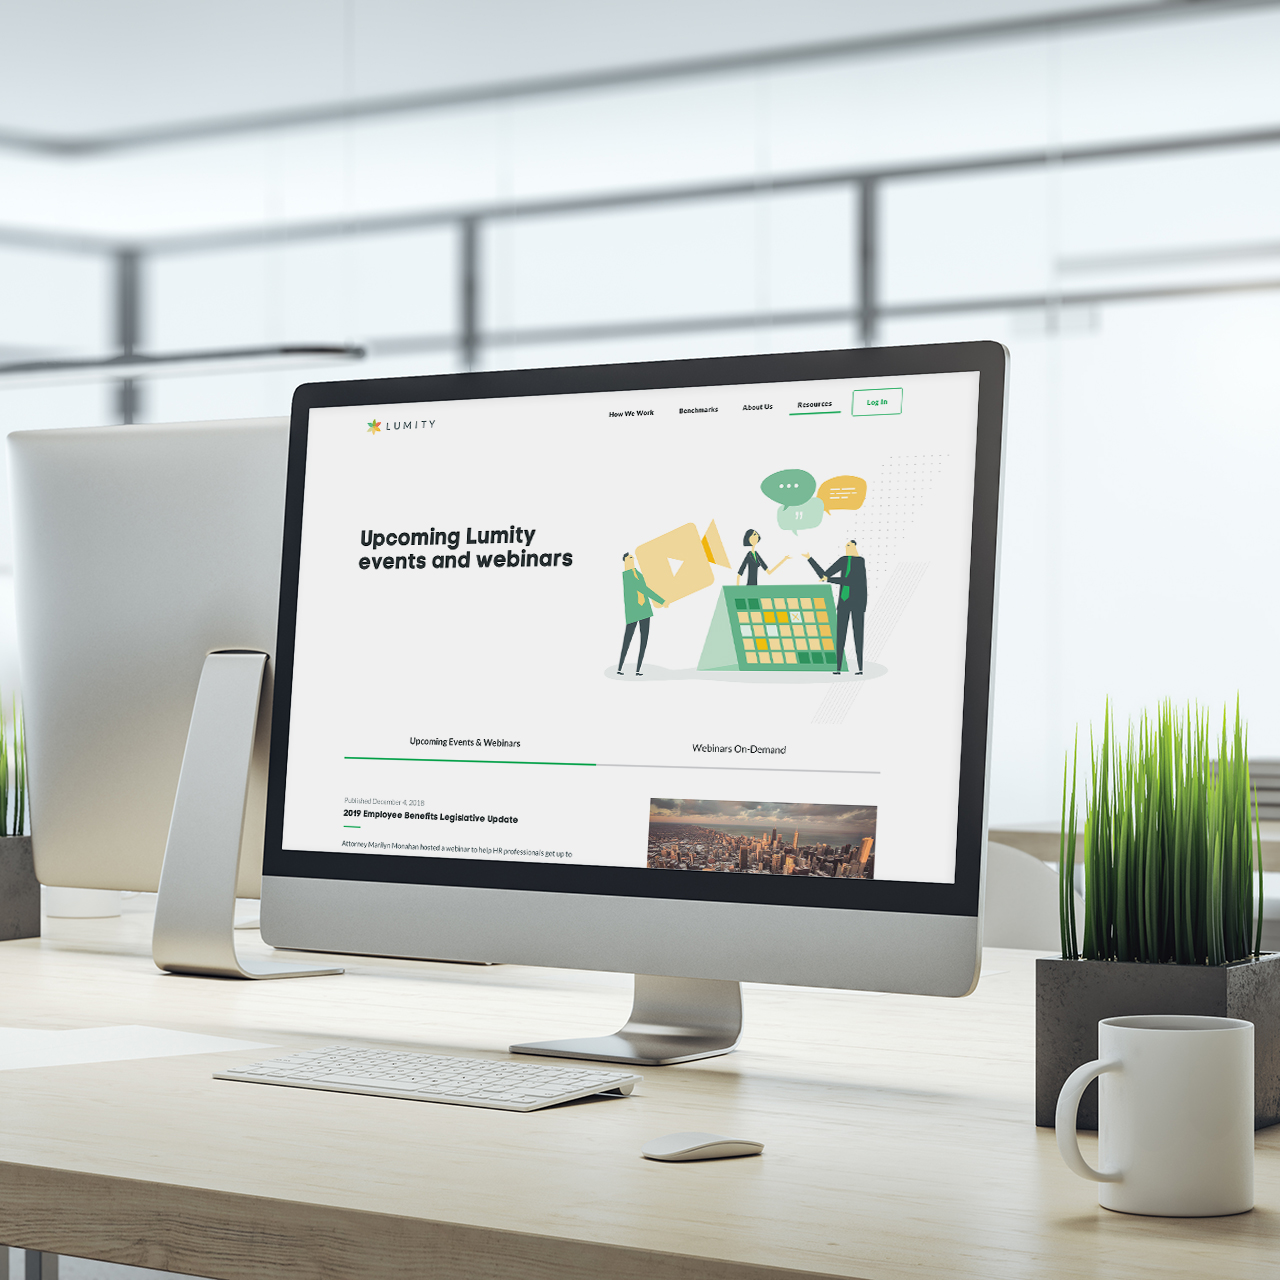 LUMITY
How We Work
Benchmarks
About Us
Resources
Log In
Upcoming Lumity
events and webinars
Upcoming Events & Webinars
Webinars On-Demand
Published December 4, 2018
2019 Employee Benefits Legislative Update
Attorney Marilyn Monahan hosted a webinar to help HR professionals get up to